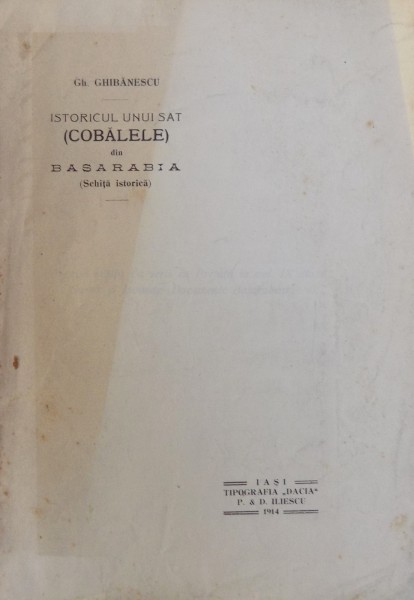 Gh. GHIBĂNESCU
ISTORICUL UNUI SAT
(COBÂLELE)
din
BASARABIA
(Schiță istorică)
IAȘI
TIPOGRAFIA „DACIA“
P. & D. ILIESCU
1914